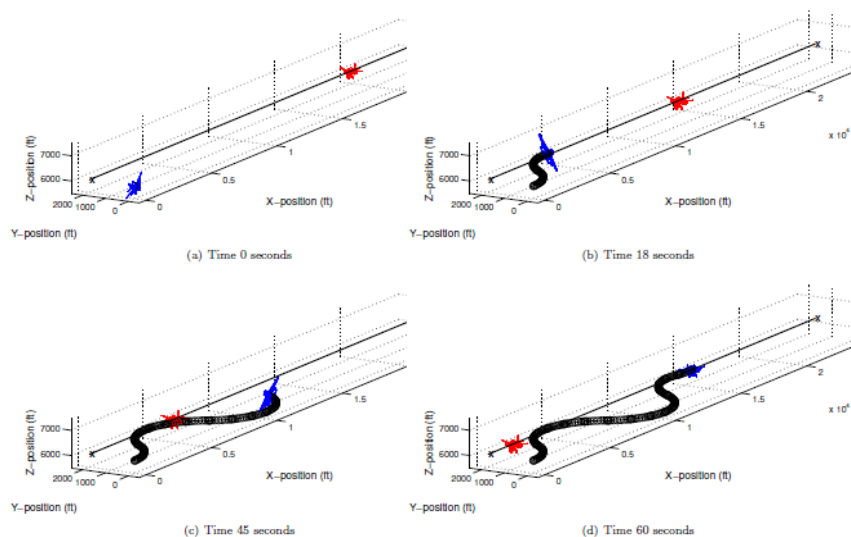 7000
6000
Z−position (ft)
2000
1000
0
Y−position (ft)
0
0.5
1
1.5
X−position (ft)
x
(a) Time 0 seconds
7000
6000
Z−position (ft)
2000
1000
0
Y−position (ft)
0
0.5
1
1.5
2
x 10
X−position (ft)
x
x
(b) Time 18 seconds
7000
6000
Z−position (ft)
2000
1000
0
Y−position (ft)
0
0.5
1
1.5
X−position (ft)
x
(c) Time 45 seconds
7000
6000
Z−position (ft)
2000
1000
0
Y−position (ft)
0
0.5
1
1.5
2
x 10
X−position (ft)
x
x
(d) Time 60 seconds